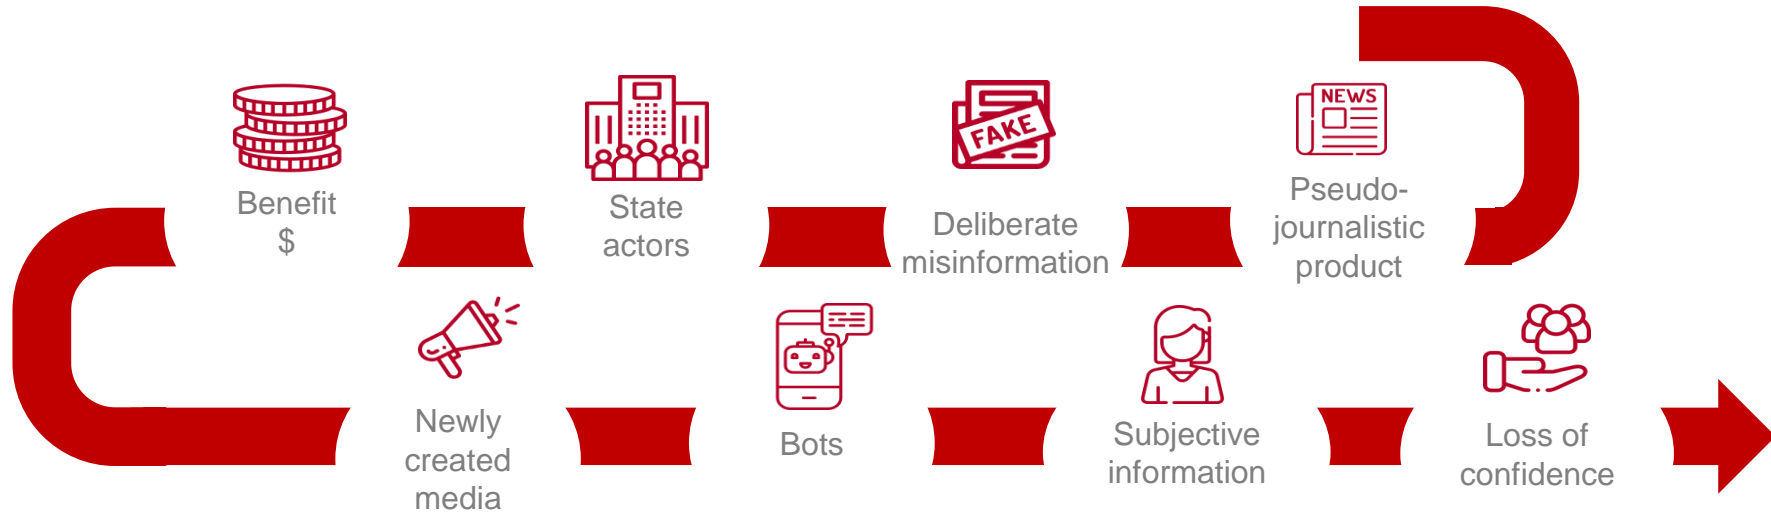 NEWS
FAKE
Benefit
$
State
actors
Deliberate
misinformation
Pseudo-
journalistic
product
Newly
created
media
Bots
Subjective
information
Loss of
confidence